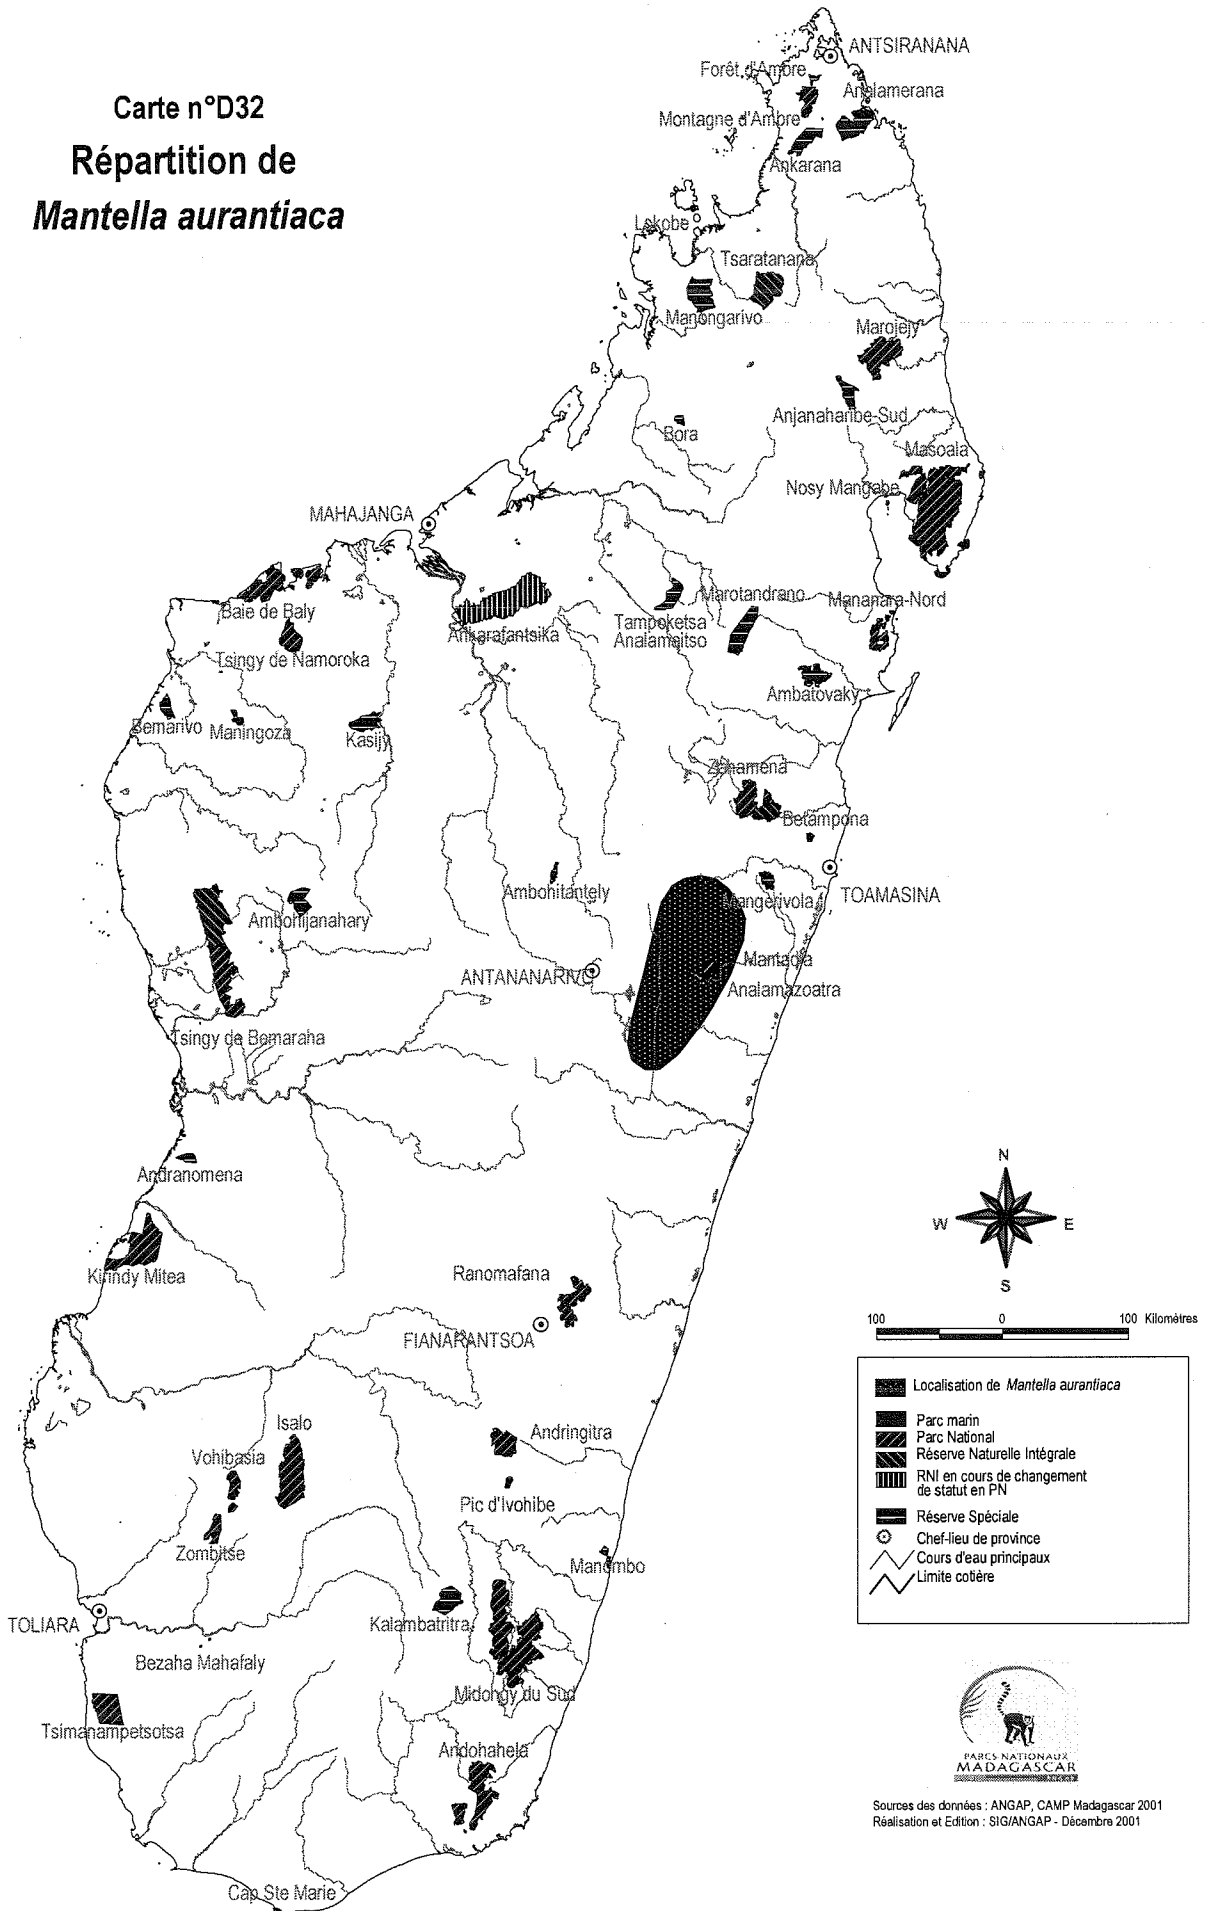 Carte n°D32
Répartition de
Mantella aurantiaca
ANTSIRANANA
Forêt d'Ambre
Analamerana
Montagne d'Ambre
Ankarana
Lokobe
Tsaratanana
Manongarivo
Marojejy
Anjanaharibe-Sud
Bora
Masoala
Nosy Mangabe
MAHAJANGA
Baie de Baly
Ankarafantsika
Tampoketsa
Analamaitso
Marotandrano
Mananara-Nord
Tsingy de Namoroka
Ambatovaky
Bemarivo
Maningoza
Kasijy
Zahamena
Betampona
Ambohitantely
Mangerivola
TOAMASINA
Ambohijanahary
Mantadia
ANTANANARIVO
Analamazoatra
Tsingy de Bemaraha
Andranomena
N
W
E
S
Kirindy Mitea
Ranomafana
FIANARANTSOA
100 0 100 Kilomètres
Localisation de Mantella aurantiaca
Parc marin
Parc National
Réserve Naturelle Intégrale
RNI en cours de changement
de statut en PN
Réserve Spéciale
Chef-lieu de province
Cours d'eau principaux
Limite cotière
Isalo
Andringitra
Vohibasia
Pic d'Ivohibe
Zombitse
Manombo
TOLIARA
Kalambatritra
Bezaha Mahafaly
Midongy du Sud
Tsimanampetsotsa
Andohahela
Cap Ste Marie
PARCS NATIONAUX
MADAGASCAR
Sources des données : ANGAP, CAMP Madagascar 2001
Réalisation et Edition : SIG/ANGAP - Décembre 2001